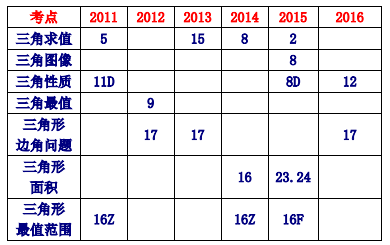 考点 2011 2012 2013 2014 2015 2016
三角求值 5 15 8 2
三角图像 8
三角性质 11D 8D 12
三角最值 9
三角形
边角问题 17 17 17
三角形
面积 16 23.24
三角形
最值范围 16Z 16Z 16F